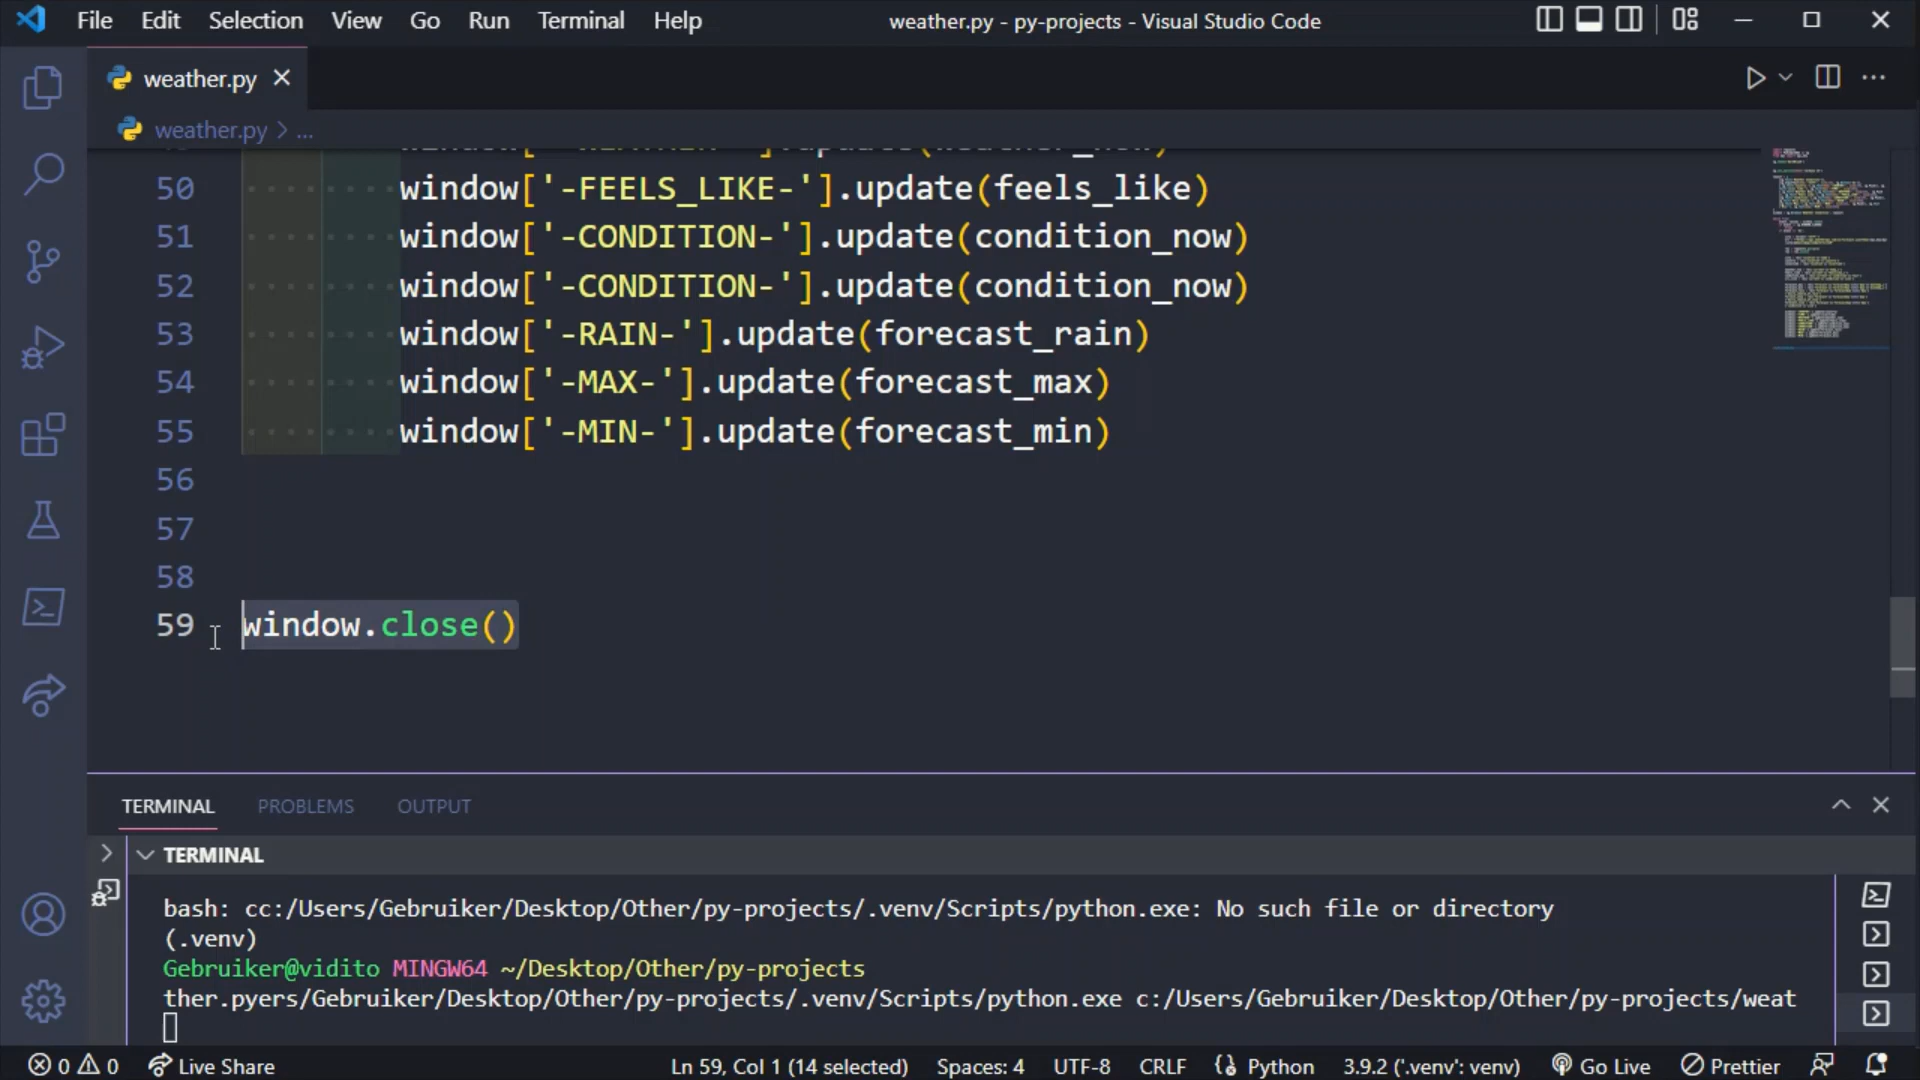 File Edit Selection View Go Run Terminal Help weather.py - py-projects - Visual Studio Code
weather.py
weather.py > ...
50 window['-FEELS_LIKE-'].update(feels_like)
51 window['-CONDITION-'].update(condition_now)
52 window['-CONDITION-'].update(condition_now)
53 window['-RAIN-'].update(forecast_rain)
54 window['-MAX-'].update(forecast_max)
55 window['-MIN-'].update(forecast_min)
56
57
58
59 window.close()
TERMINAL PROBLEMS OUTPUT
TERMINAL
bash: cc:/Users/Gebruiker/Desktop/Other/py-projects/.venv/Scripts/python.exe: No such file or directory
(.venv)
Gebruiker@vidito MINGW64 ~/Desktop/Other/py-projects
ther.pyers/Gebruiker/Desktop/Other/py-projects/.venv/Scripts/python.exe c:/Users/Gebruiker/Desktop/Other/py-projects/weat
0 0 Live Share Ln 59, Col 1 (14 selected) Spaces: 4 UTF-8 CRLF Python 3.9.2 ('.venv': venv) Go Live Prettier